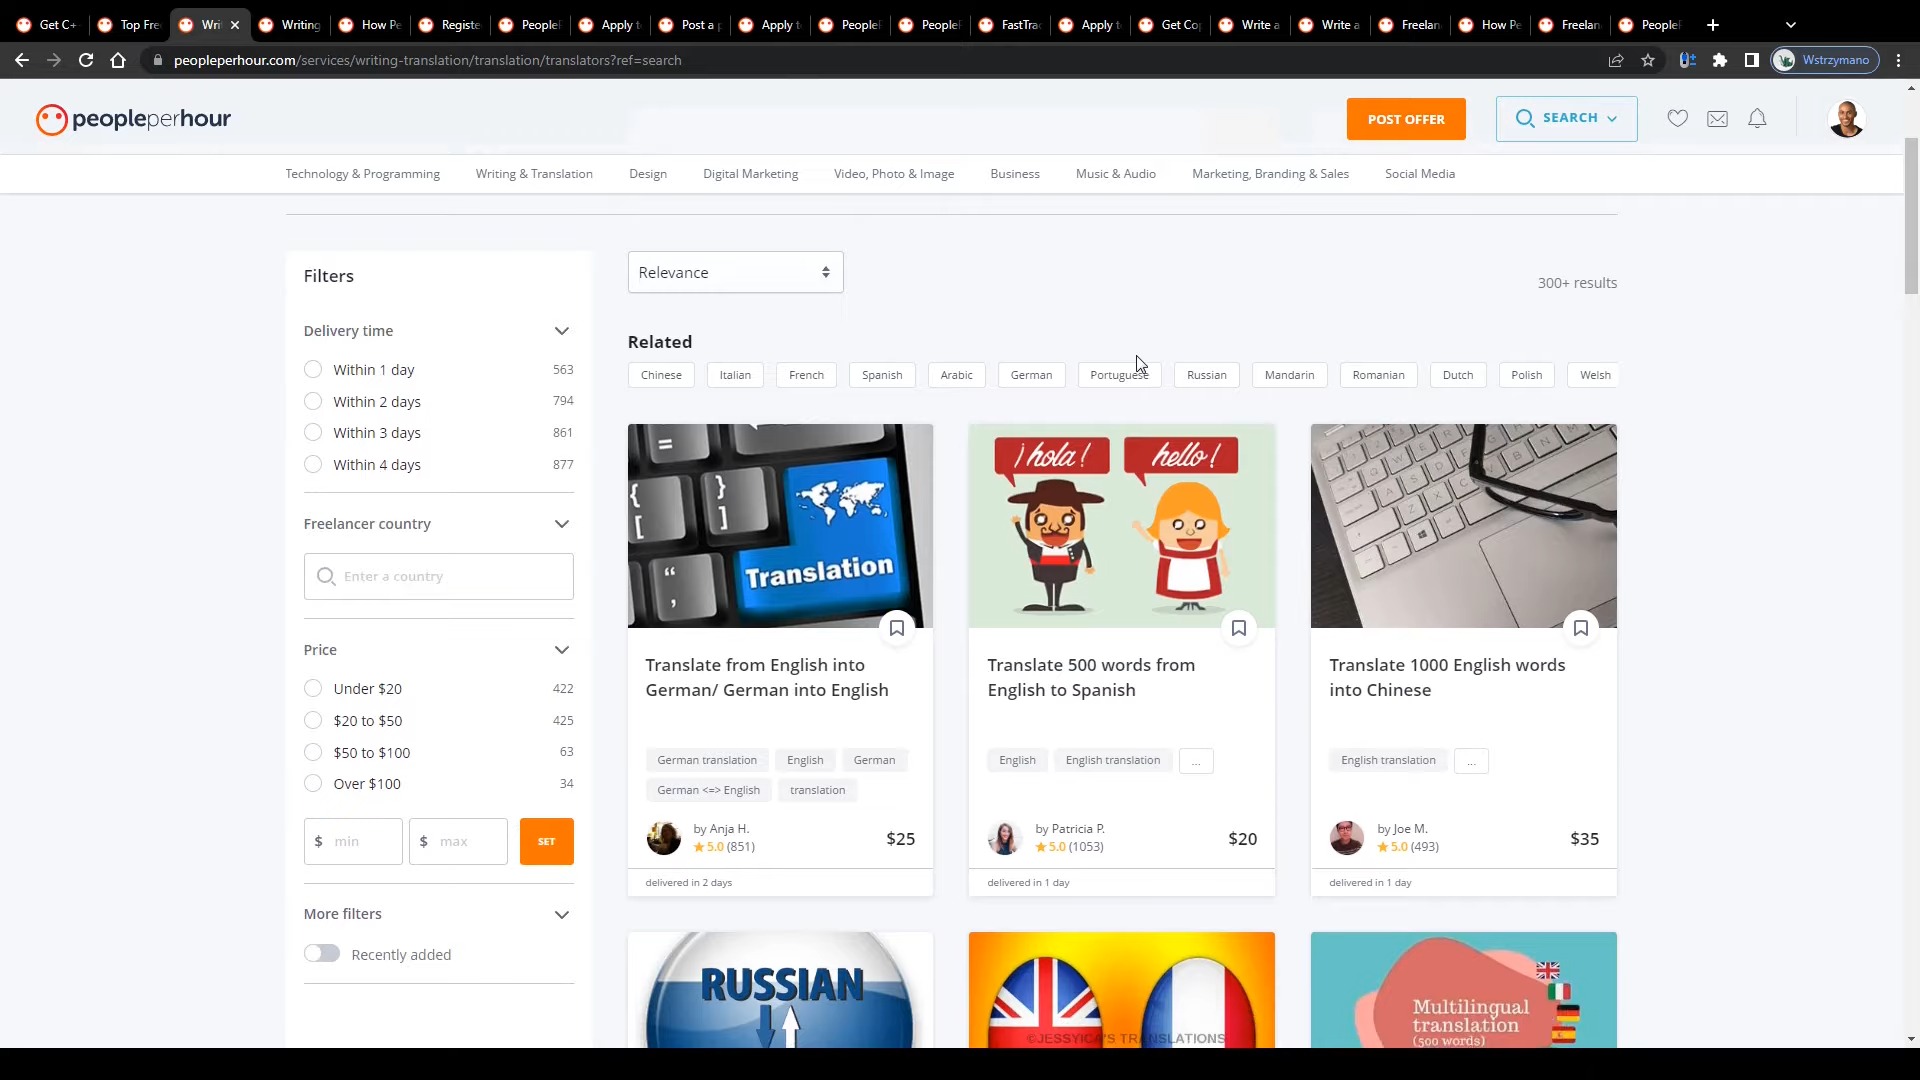 Get C+
Top Fre
Wri
Writing
How Pe
Registe
PeopleI
Apply t
Post a p
Apply t
PeopleI
PeopleI
FastTra
Apply t
Get Co
Write a
Write a
Freelan
How Pe
Freelan
PeopleI
peopleperhour.com/services/writing-translation/translation/translators?ref=search
Wstrzymano
peopleperhour
POST OFFER
SEARCH
Technology & Programming
Writing & Translation
Design
Digital Marketing
Video, Photo & Image
Business
Music & Audio
Marketing, Branding & Sales
Social Media
Filters
Delivery time
Within 1 day 563
Within 2 days 794
Within 3 days 861
Within 4 days 877
Freelancer country
Enter a country
Price
Under $20 422
$20 to $50 425
$50 to $100 63
Over $100 34
$ min
$ max
SET
More filters
Recently added
Relevance
300+ results
Related
Chinese
Italian
French
Spanish
Arabic
German
Portuguese
Russian
Mandarin
Romanian
Dutch
Polish
Welsh
Translation
Translate from English into
German/ German into English
German translation
English
German
German <=> English
translation
by Anja H.
5.0 (851)
$25
delivered in 2 days
¡hola!
hello!
Translate 500 words from
English to Spanish
English
English translation
...
by Patricia P.
5.0 (1053)
$20
delivered in 1 day
Translate 1000 English words
into Chinese
English translation
...
by Joe M.
5.0 (493)
$35
delivered in 1 day
RUSSIAN
©JESSYICA'S TRANSLATIONS
Multilingual
translation
(500 words)